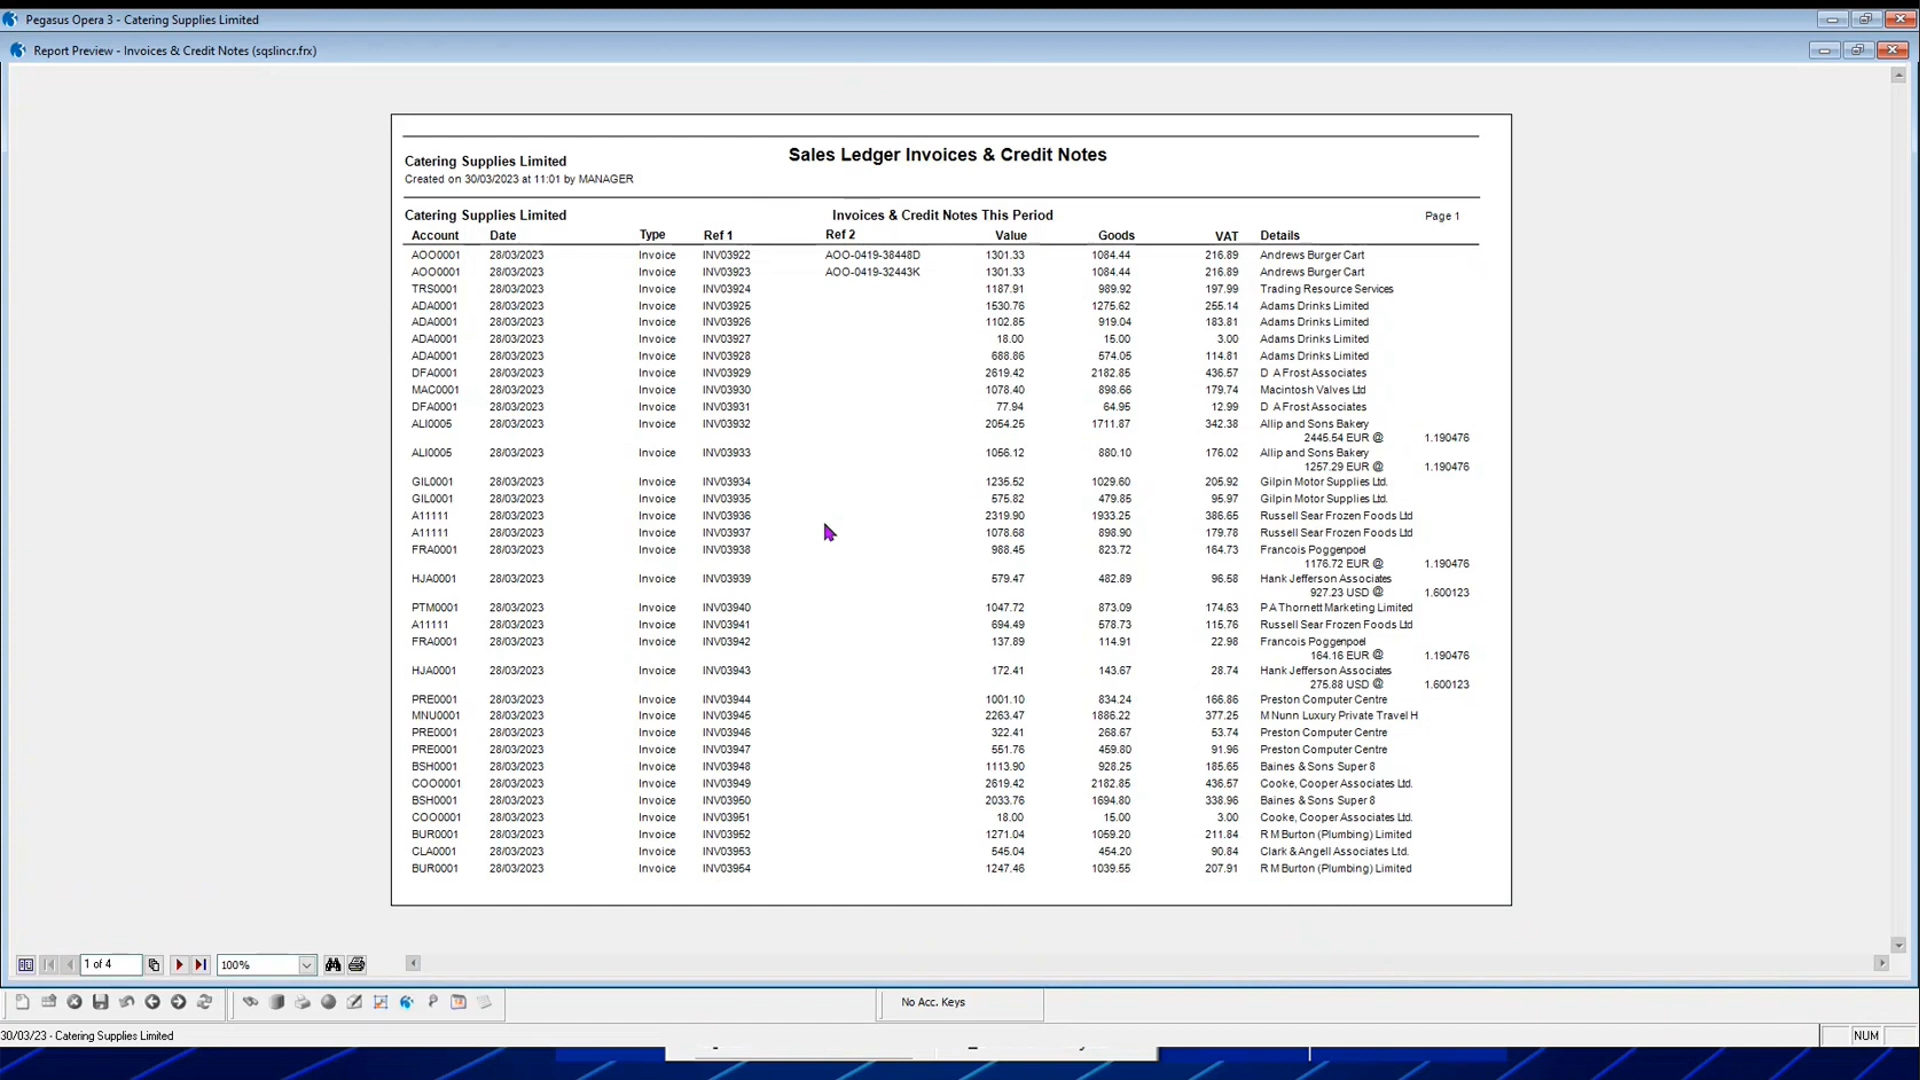 Pegasus Opera 3 - Catering Supplies Limited
Report Preview - Invoices & Credit Notes (sqslincr.frx)
Sales Ledger Invoices & Credit Notes
Catering Supplies Limited
Created on 30/03/2023 at 11:01 by MANAGER
Catering Supplies Limited Invoices & Credit Notes This Period Page 1
Account Date Type Ref 1 Ref 2 Value Goods VAT Details
AOO0001 28/03/2023 Invoice INV03922 AOO-0419-38448D 1301.33 1084.44 216.89 Andrews Burger Cart
AOO0001 28/03/2023 Invoice INV03923 AOO-0419-32443K 1301.33 1084.44 216.89 Andrews Burger Cart
TRS0001 28/03/2023 Invoice INV03924 1187.91 989.92 197.99 Trading Resource Services
ADA0001 28/03/2023 Invoice INV03925 1530.76 1275.62 255.14 Adams Drinks Limited
ADA0001 28/03/2023 Invoice INV03926 1102.85 919.04 183.81 Adams Drinks Limited
ADA0001 28/03/2023 Invoice INV03927 18.00 15.00 3.00 Adams Drinks Limited
ADA0001 28/03/2023 Invoice INV03928 688.86 574.05 114.81 Adams Drinks Limited
DFA0001 28/03/2023 Invoice INV03929 2619.42 2182.85 436.57 D A Frost Associates
MAC0001 28/03/2023 Invoice INV03930 1078.40 898.66 179.74 Macintosh Valves Ltd
DFA0001 28/03/2023 Invoice INV03931 77.94 64.95 12.99 D A Frost Associates
ALI0005 28/03/2023 Invoice INV03932 2054.25 1711.87 342.38 Allip and Sons Bakery
2445.54 EUR @ 1.190476
ALI0005 28/03/2023 Invoice INV03933 1056.12 880.10 176.02 Allip and Sons Bakery
1257.29 EUR @ 1.190476
GIL0001 28/03/2023 Invoice INV03934 1235.52 1029.60 205.92 Gilpin Motor Supplies Ltd.
GIL0001 28/03/2023 Invoice INV03935 575.82 479.85 95.97 Gilpin Motor Supplies Ltd.
A11111 28/03/2023 Invoice INV03936 2319.90 1933.25 386.65 Russell Sear Frozen Foods Ltd
A11111 28/03/2023 Invoice INV03937 1078.68 898.90 179.78 Russell Sear Frozen Foods Ltd
FRA0001 28/03/2023 Invoice INV03938 988.45 823.72 164.73 Francois Poggenpoel
1176.72 EUR @ 1.190476
HJA0001 28/03/2023 Invoice INV03939 579.47 482.89 96.58 Hank Jefferson Associates
927.23 USD @ 1.600123
PTM0001 28/03/2023 Invoice INV03940 1047.72 873.09 174.63 P A Thornett Marketing Limited
A11111 28/03/2023 Invoice INV03941 694.49 578.73 115.76 Russell Sear Frozen Foods Ltd
FRA0001 28/03/2023 Invoice INV03942 137.89 114.91 22.98 Francois Poggenpoel
164.16 EUR @ 1.190476
HJA0001 28/03/2023 Invoice INV03943 172.41 143.67 28.74 Hank Jefferson Associates
275.88 USD @ 1.600123
PRE0001 28/03/2023 Invoice INV03944 1001.10 834.24 166.86 Preston Computer Centre
MNU0001 28/03/2023 Invoice INV03945 2263.47 1886.22 377.25 M Nunn Luxury Private Travel H
PRE0001 28/03/2023 Invoice INV03946 322.41 268.67 53.74 Preston Computer Centre
PRE0001 28/03/2023 Invoice INV03947 551.76 459.80 91.96 Preston Computer Centre
BSH0001 28/03/2023 Invoice INV03948 1113.90 928.25 185.65 Baines & Sons Super 8
COO0001 28/03/2023 Invoice INV03949 2619.42 2182.85 436.57 Cooke, Cooper Associates Ltd.
BSH0001 28/03/2023 Invoice INV03950 2033.76 1694.80 338.96 Baines & Sons Super 8
COO0001 28/03/2023 Invoice INV03951 18.00 15.00 3.00 Cooke, Cooper Associates Ltd.
BUR0001 28/03/2023 Invoice INV03952 1271.04 1059.20 211.84 R M Burton (Plumbing) Limited
CLA0001 28/03/2023 Invoice INV03953 545.04 454.20 90.84 Clark & Angell Associates Ltd.
BUR0001 28/03/2023 Invoice INV03954 1247.46 1039.55 207.91 R M Burton (Plumbing) Limited
1 of 4 100%
No Acc. Keys
30/03/23 - Catering Supplies Limited NUM